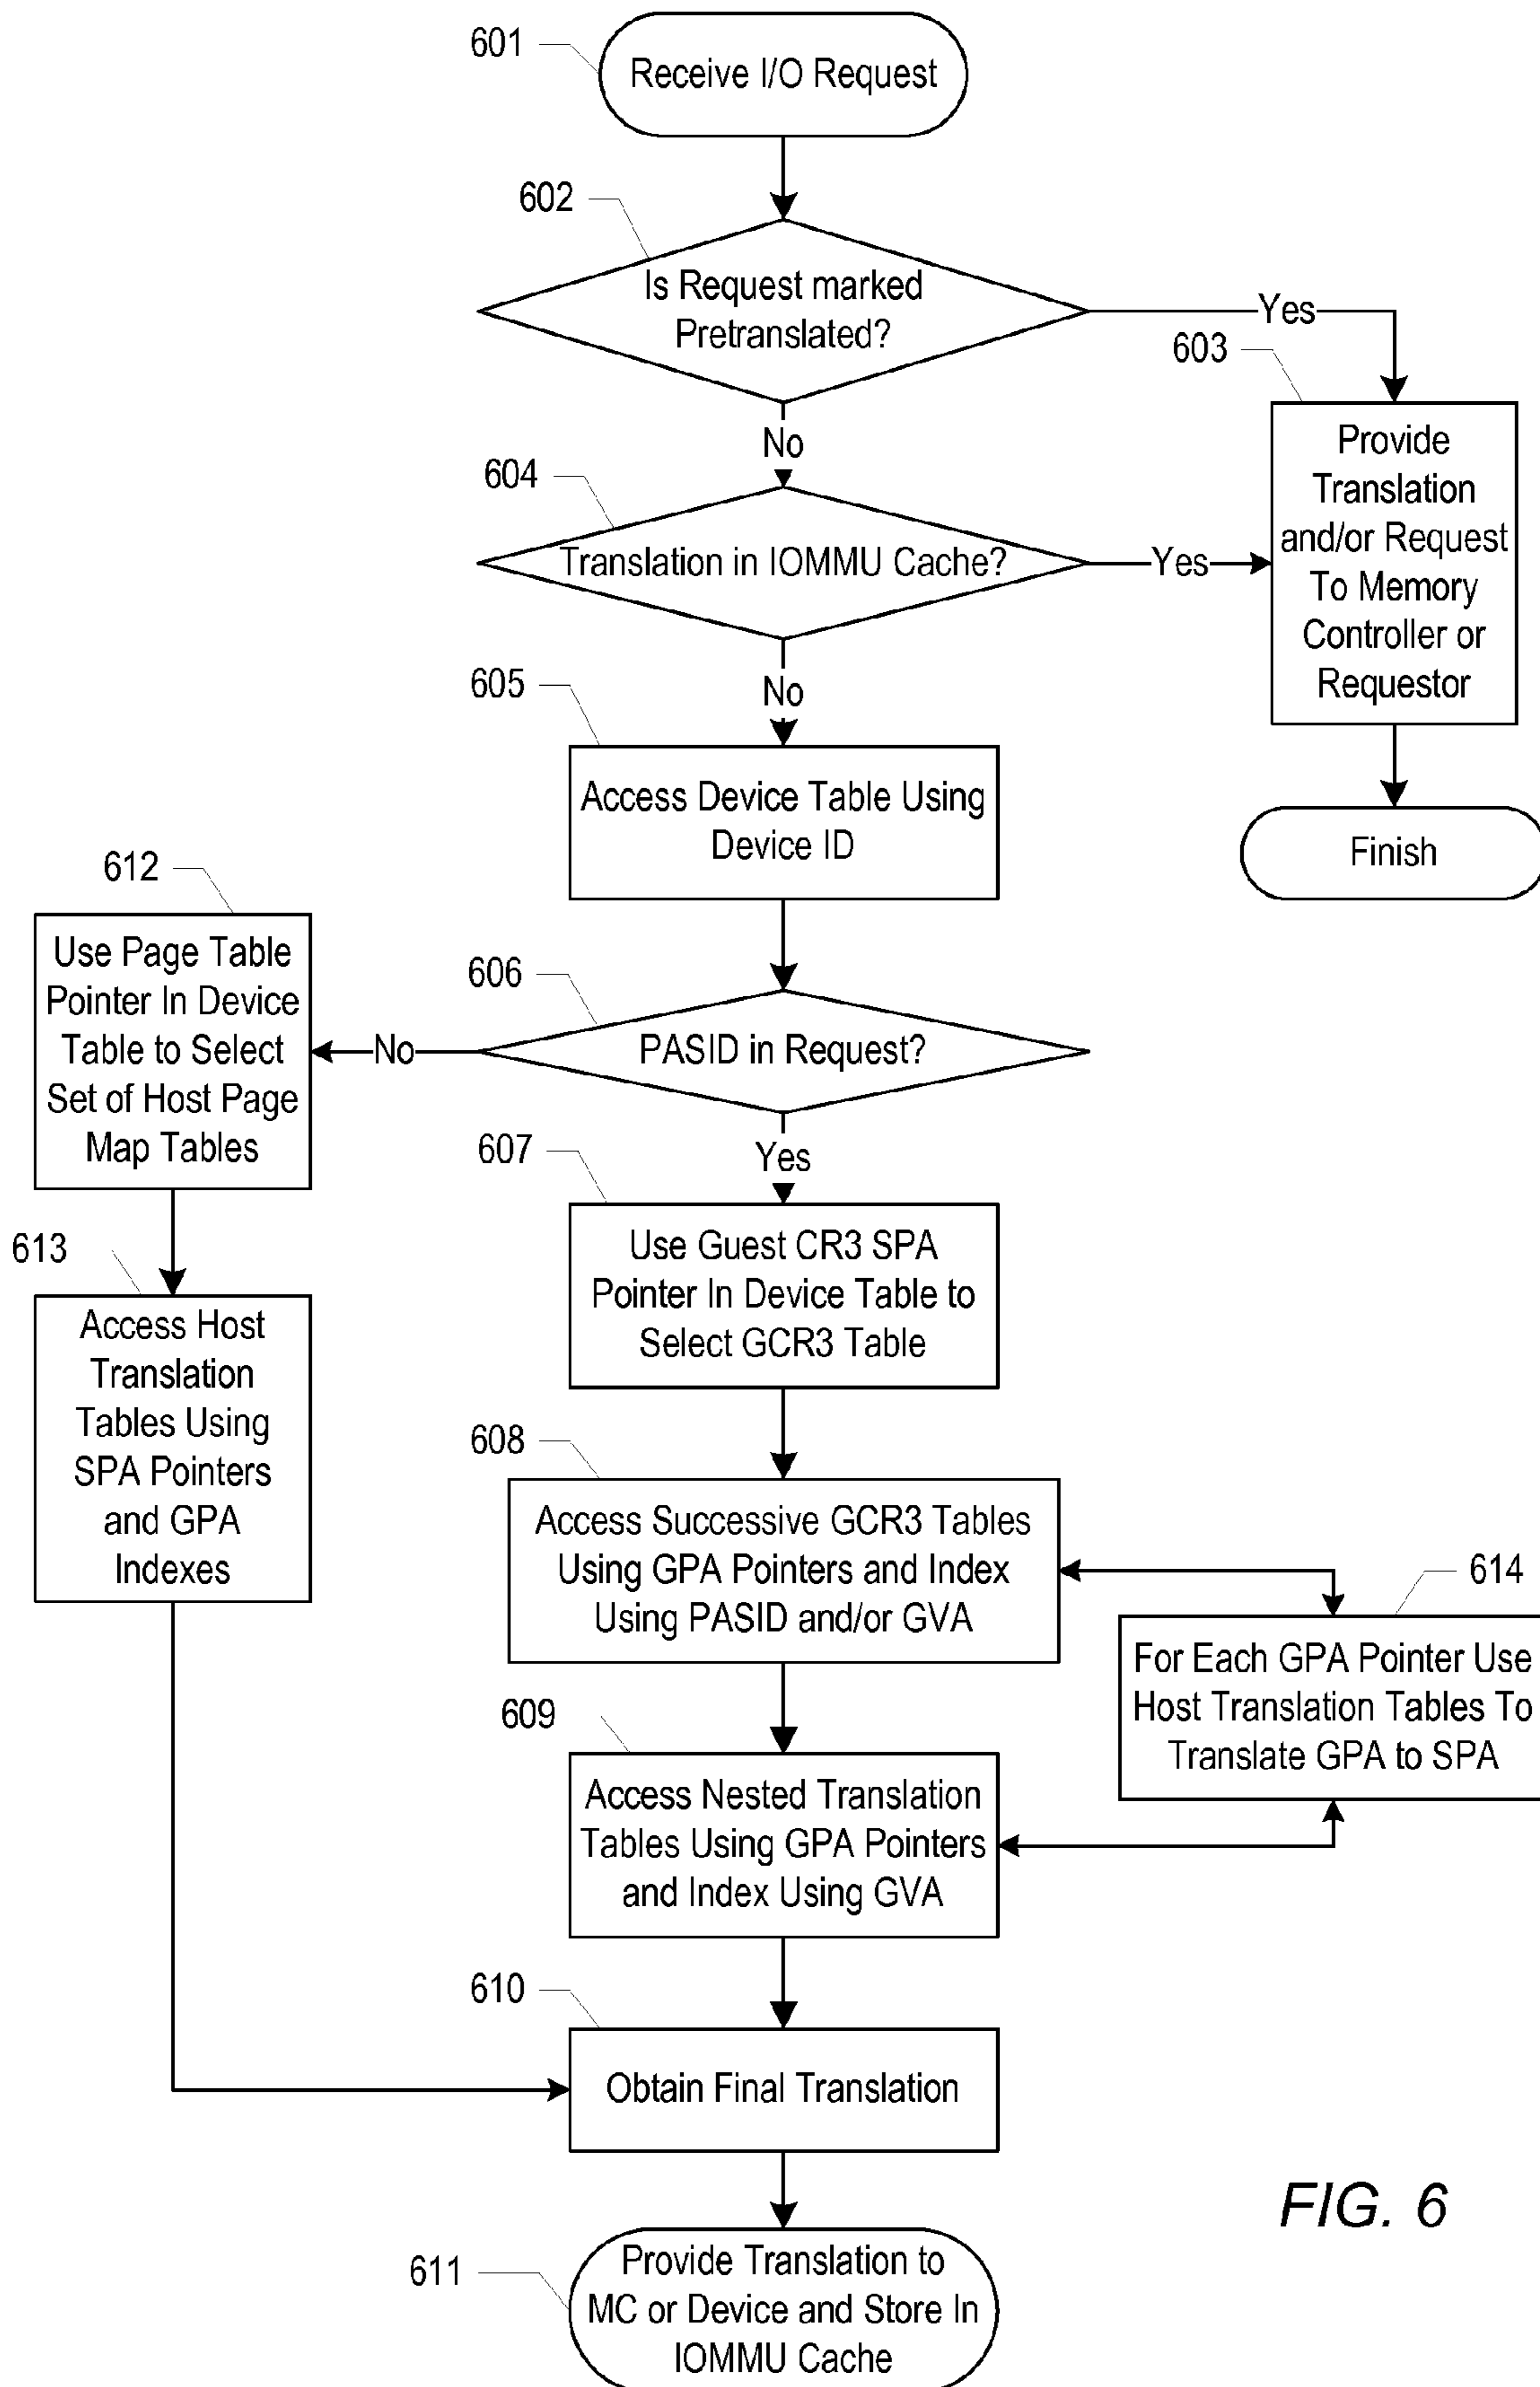 601
Receive I/O Request
602
Is Request marked
Pretranslated?
Yes
603
No
Provide
Translation
and/or Request
To Memory
Controller or
Requestor
604
Translation in IOMMU Cache?
Yes
No
605
Access Device Table Using
Device ID
Finish
612
Use Page Table
Pointer In Device
Table to Select
Set of Host Page
Map Tables
606
PASID in Request?
No
Yes
607
Use Guest CR3 SPA
Pointer In Device Table to
Select GCR3 Table
613
Access Host
Translation
Tables Using
SPA Pointers
and GPA
Indexes
608
Access Successive GCR3 Tables
Using GPA Pointers and Index
Using PASID and/or GVA
614
For Each GPA Pointer Use
Host Translation Tables To
Translate GPA to SPA
609
Access Nested Translation
Tables Using GPA Pointers
and Index Using GVA
610
Obtain Final Translation
611
Provide Translation to
MC or Device and Store In
IOMMU Cache
FIG. 6